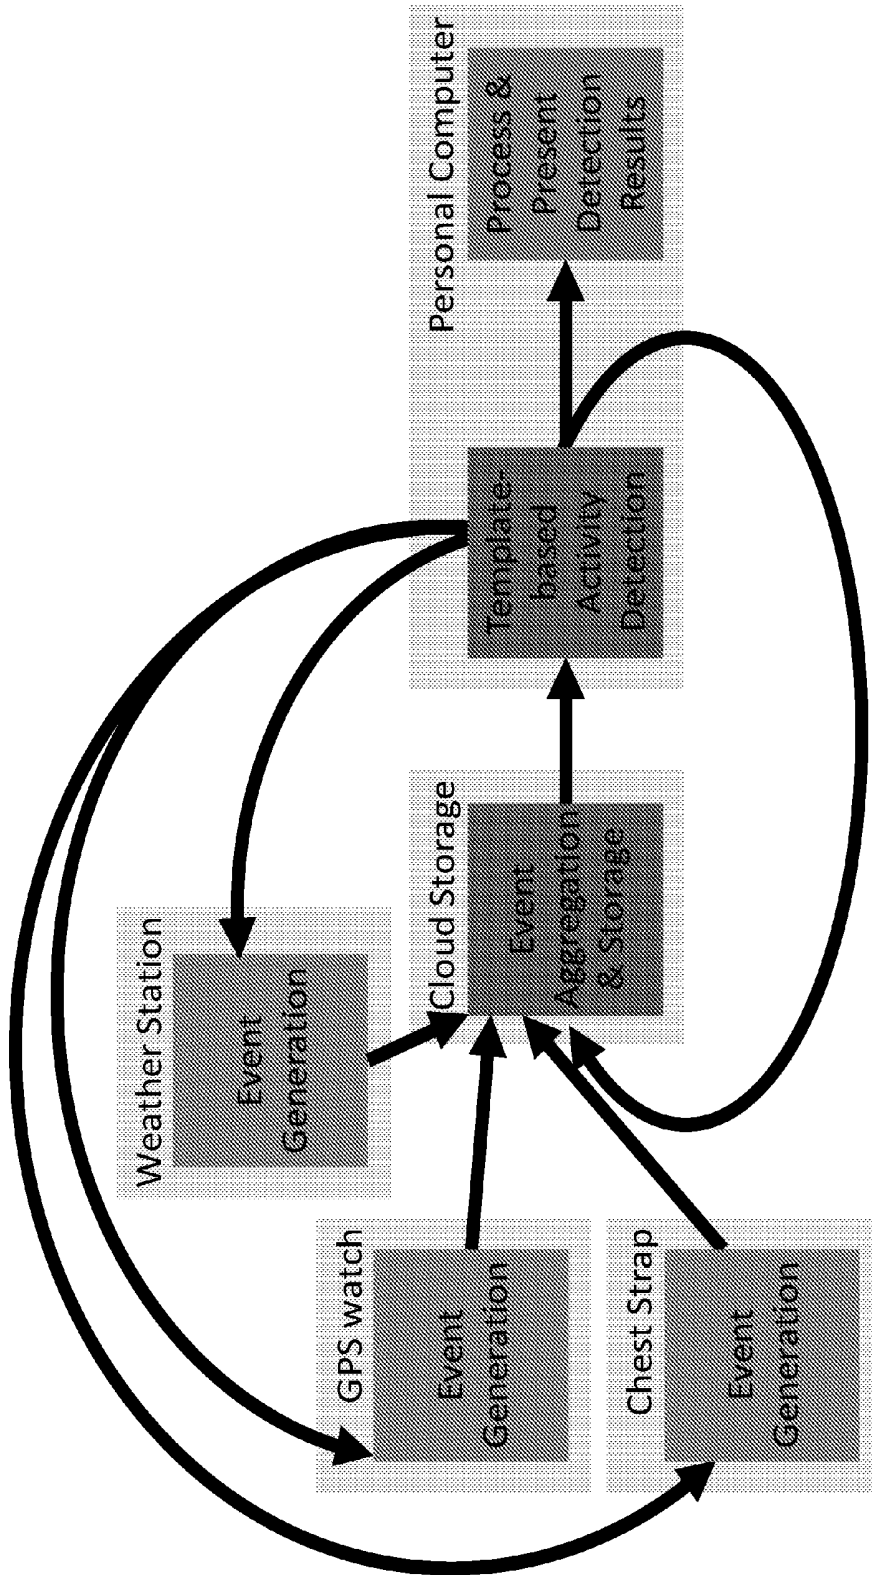 Weather Station
Event
Generation
GPS watch
Event
Generation
Chest Strap
Event
Generation
Cloud Storage
Event
Aggregation
& Storage
Personal Computer
Template-
based
Activity
Detection
Process &
Present
Detection
Results